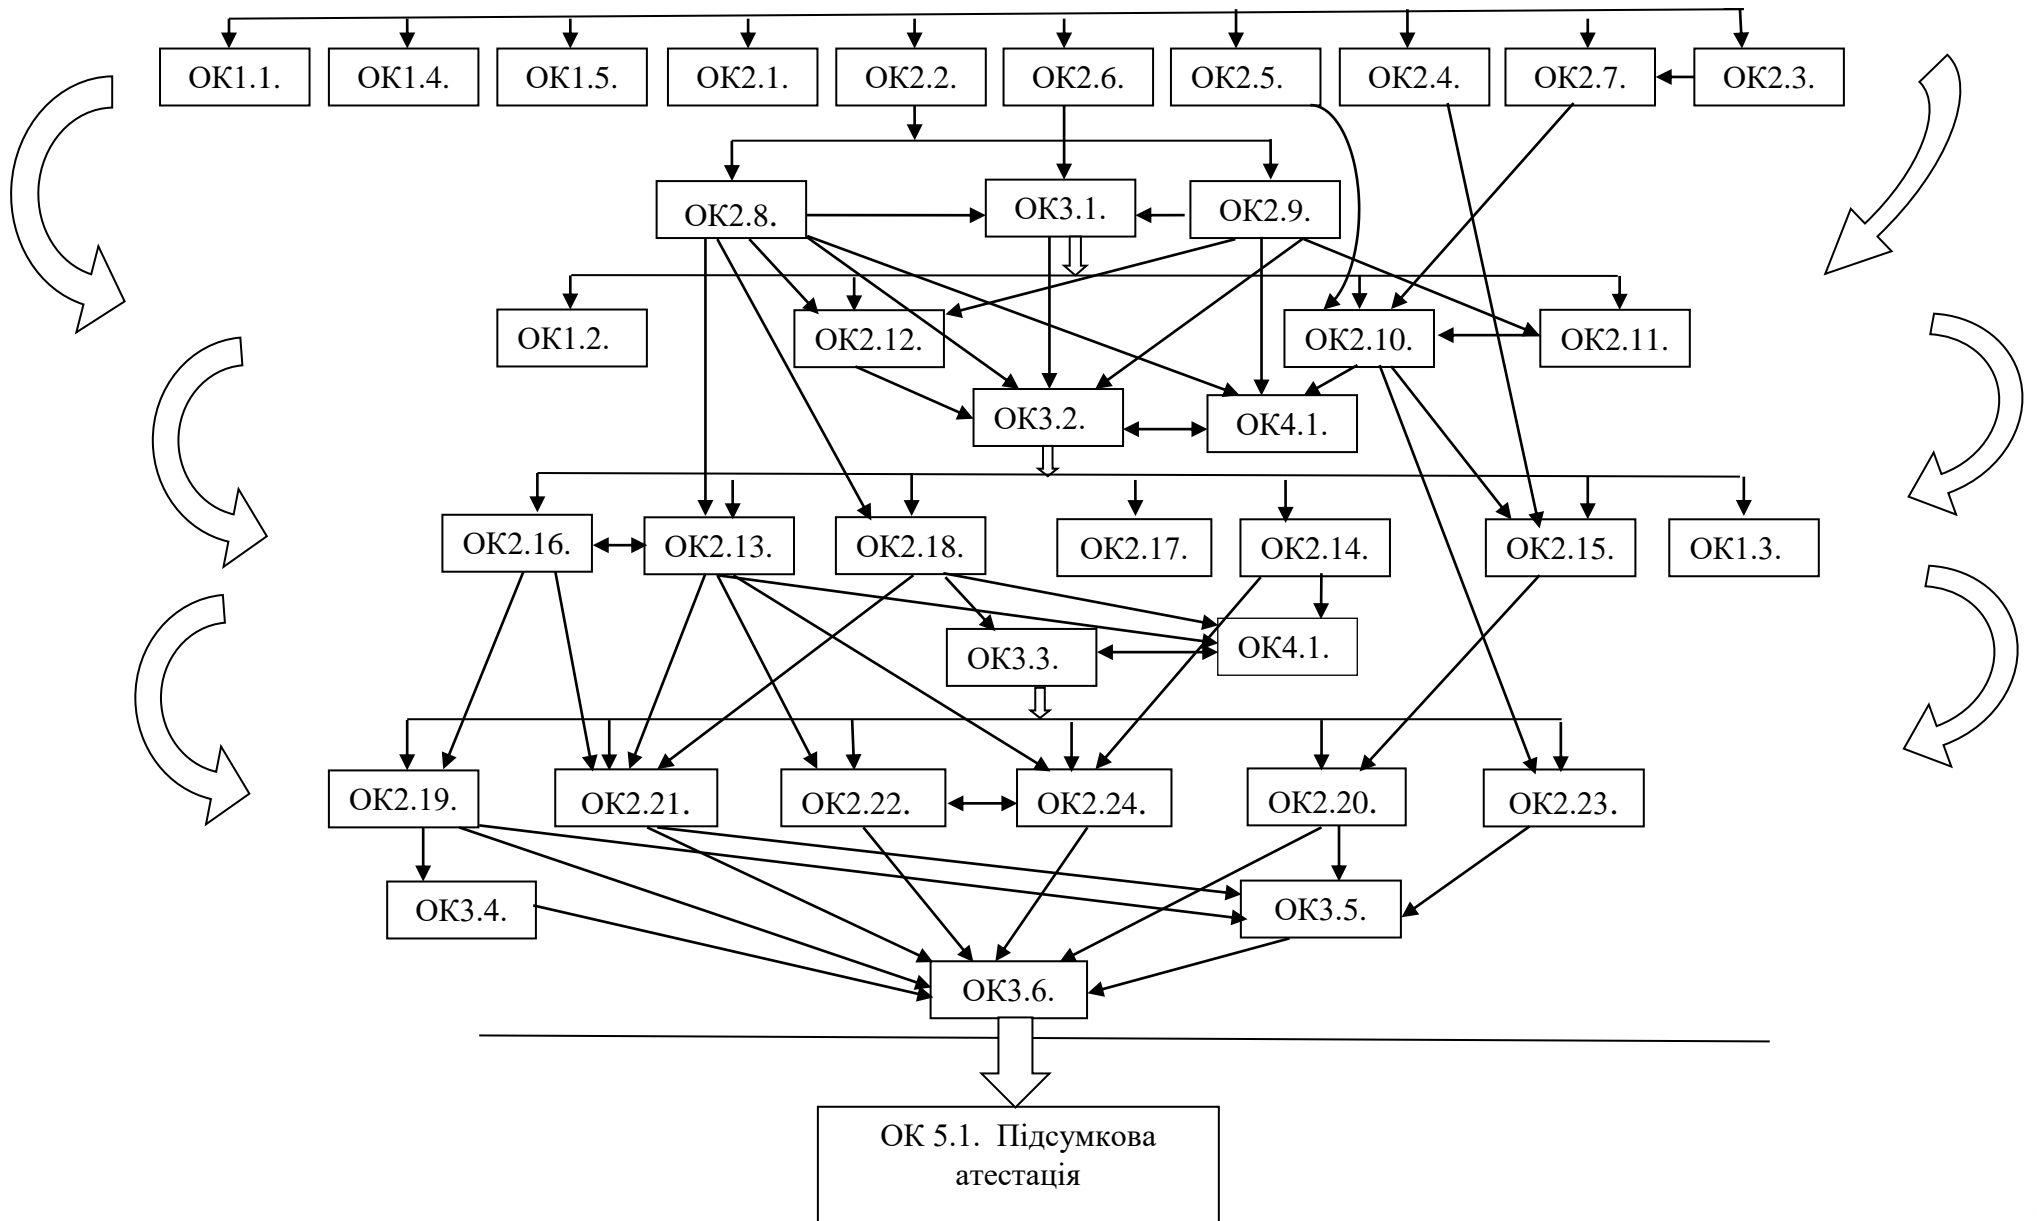 ОК1.1.
ОК1.4.
ОК1.5.
ОК2.1.
ОК2.2.
ОК2.6.
ОК2.5.
ОК2.4.
ОК2.7.
ОК2.3.
ОК2.8.
ОК3.1.
ОК2.9.
ОК1.2.
ОК2.12.
ОК2.10.
ОК2.11.
ОК3.2.
ОК4.1.
ОК2.16.
ОК2.13.
ОК2.18.
ОК2.17.
ОК2.14.
ОК2.15.
ОК1.3.
ОК3.3.
ОК4.1.
ОК2.19.
ОК2.21.
ОК2.22.
ОК2.24.
ОК2.20.
ОК2.23.
ОК3.4.
ОК3.5.
ОК3.6.
ОК 5.1. Підсумкова
атестація